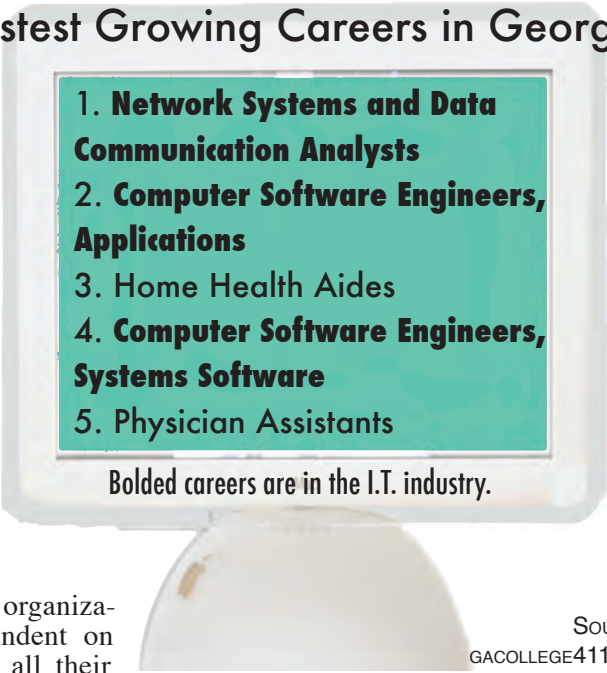 stest Growing Careers in Georg
1. Network Systems and Data
Communication Analysts
2. Computer Software Engineers,
Applications
3. Home Health Aides
4. Computer Software Engineers,
Systems Software
5. Physician Assistants
Bolded careers are in the I.T. industry.
organiza-
ndent on
all their
SOU
GACOLLEGE411